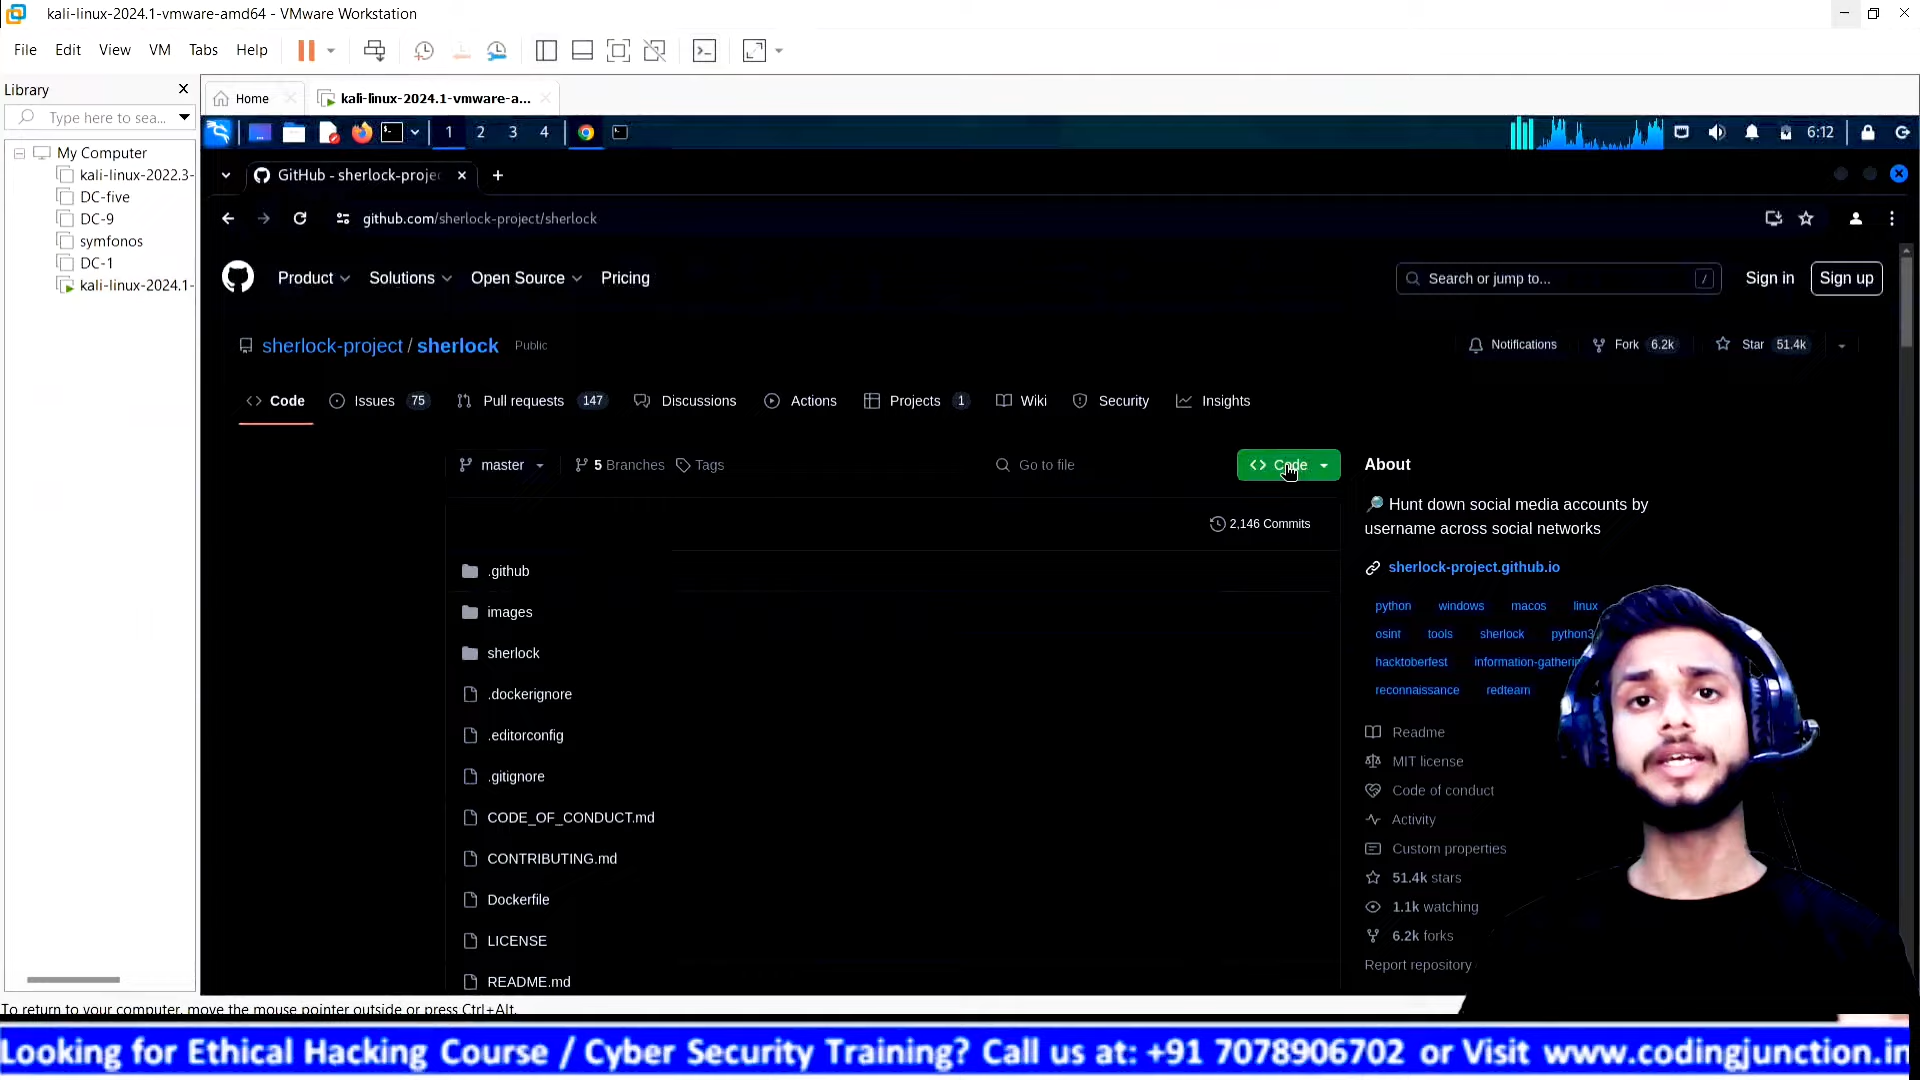 kali-linux-2024.1-vmware-amd64 - VMware Workstation
File Edit View VM Tabs Help
Library
Type here to sea...
My Computer
kali-linux-2022.3-
DC-five
DC-9
symfonos
DC-1
kali-linux-2024.1-
Home
kali-linux-2024.1-vmware-a...
1 2 3 4
6:12
GitHub - sherlock-projec
github.com/sherlock-project/sherlock
Product Solutions Open Source Pricing
Search or jump to... /
Sign in Sign up
sherlock-project / sherlock Public
Notifications Fork 6.2k Star 51.4k
Code Issues 75 Pull requests 147 Discussions Actions Projects 1 Wiki Security Insights
master 5 Branches Tags
Go to file
Code
2,146 Commits
.github
images
sherlock
.dockerignore
.editorconfig
.gitignore
CODE_OF_CONDUCT.md
CONTRIBUTING.md
Dockerfile
LICENSE
README.md
About
Hunt down social media accounts by
username across social networks
sherlock-project.github.io
python windows macos linux
osint tools sherlock python3
hacktoberfest information-gatherin
reconnaissance redteam
Readme
MIT license
Code of conduct
Activity
Custom properties
51.4k stars
1.1k watching
6.2k forks
Report repository
To return to your computer, move the mouse pointer outside or press Ctrl+Alt.
Looking for Ethical Hacking Course / Cyber Security Training? Call us at: +91 7078906702 or Visit www.codingjunction.in